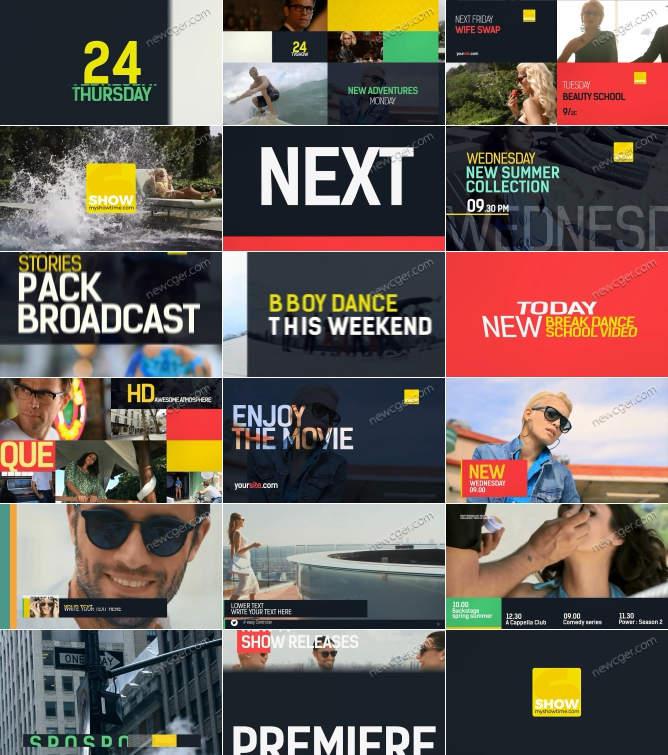 24
THURSDAY
newcger.com
24
THURSDAY
NEW ADVENTURES
MONDAY
newcger.com
NEXT FRIDAY
WIFE SWAP
yoursite.com
TUESDAY
BEAUTY SCHOOL
9/
newcger.com
SHOW
myshowtime.com
newcger.com
NEXT
newcger.com
WEDNESDAY
NEW SUMMER
COLLECTION
09.30 PM
WEDNESD
SHOW
newcger.com
STORIES
PACK
BROADCAST
newcger.com
B BOY DANCE
THIS WEEKEND
newcger.com
TODAY
NEW BREAK DANCE
SCHOOL VIDEO
newcger.com
HD AWESOME ATMOSPHERE
QUE
newcger.com
ENJOY
THE MOVIE
yoursite.com
newcger.com
NEW
WEDNESDAY
09.00
newcger.com
WRITE YOUR TEXT HERE
newcger.com
LOWER TEXT
WRITE YOUR TEXT HERE
newcger.com
10.00
Backstage
spring summer
12.30
A Cappella Club
09.00
Comedy series
11.30
Power : Season 2
newcger.com
ONE WAY
newcger.com
SHOW RELEASES
PREMIERE
newcger.com
SHOW
myshowtime.com
newcger.com